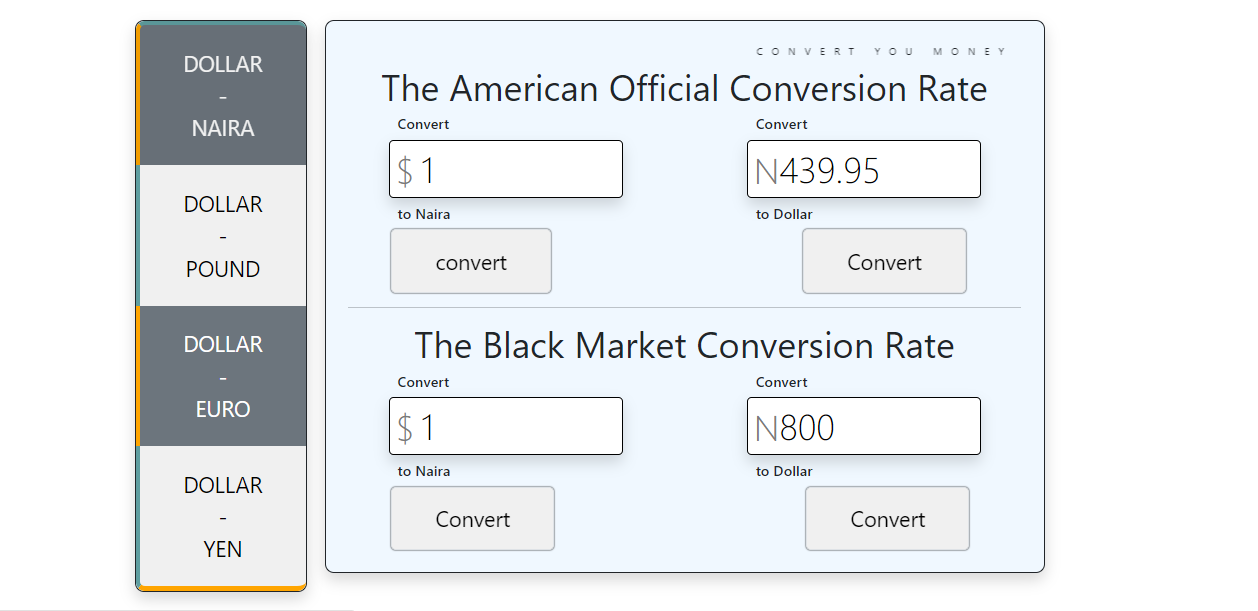 DOLLAR
-
NAIRA
DOLLAR
-
POUND
DOLLAR
-
EURO
DOLLAR
-
YEN
CONVERT YOU MONEY
The American Official Conversion Rate
Convert Convert
$ 1 N439.95
to Naira to Dollar
convert Convert
The Black Market Conversion Rate
Convert Convert
$ 1 N800
to Naira to Dollar
Convert Convert